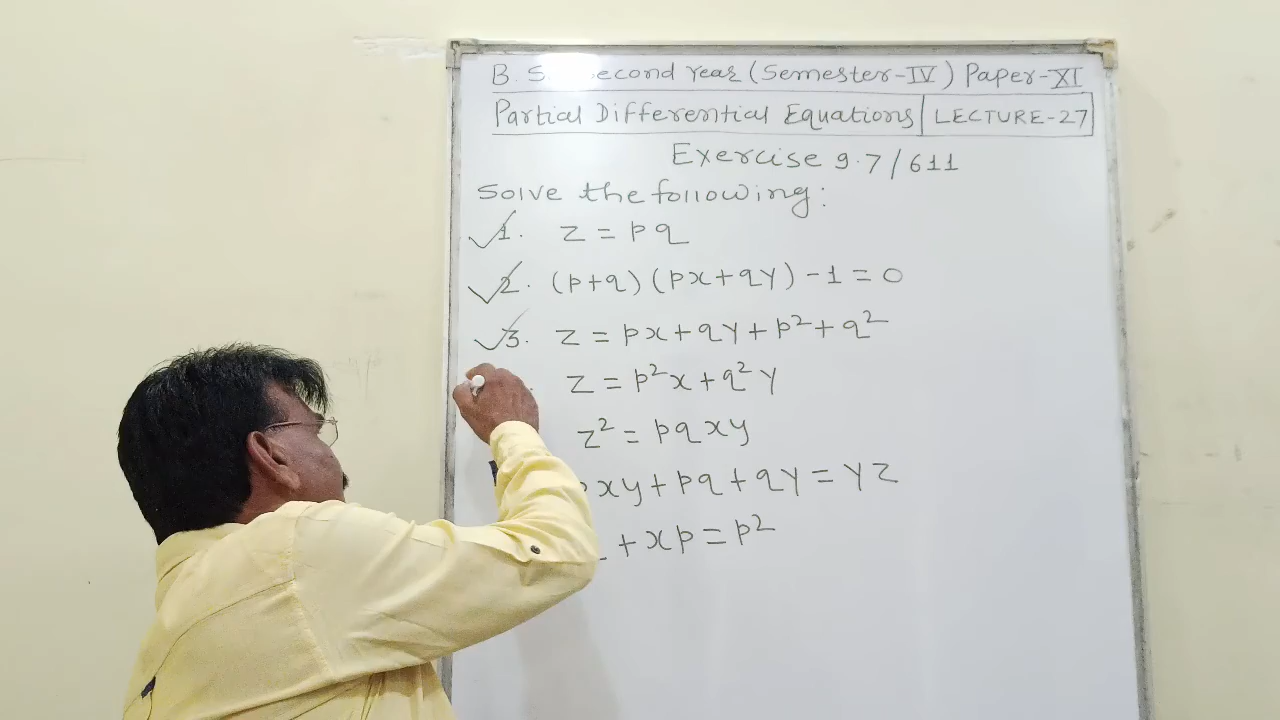 B. S econd Year (Semester-IV) Paper-XI
Partial Differential Equations LECTURE-27
Exercise 9.7/611
Solve the following:
1. z = pq
2. (p+q)(px+qy)-1=0
3. z = px+qy+p²+q²
z = p²x+q²y
z² = pqxy
xy+pq+qy=yz
+xp=p²